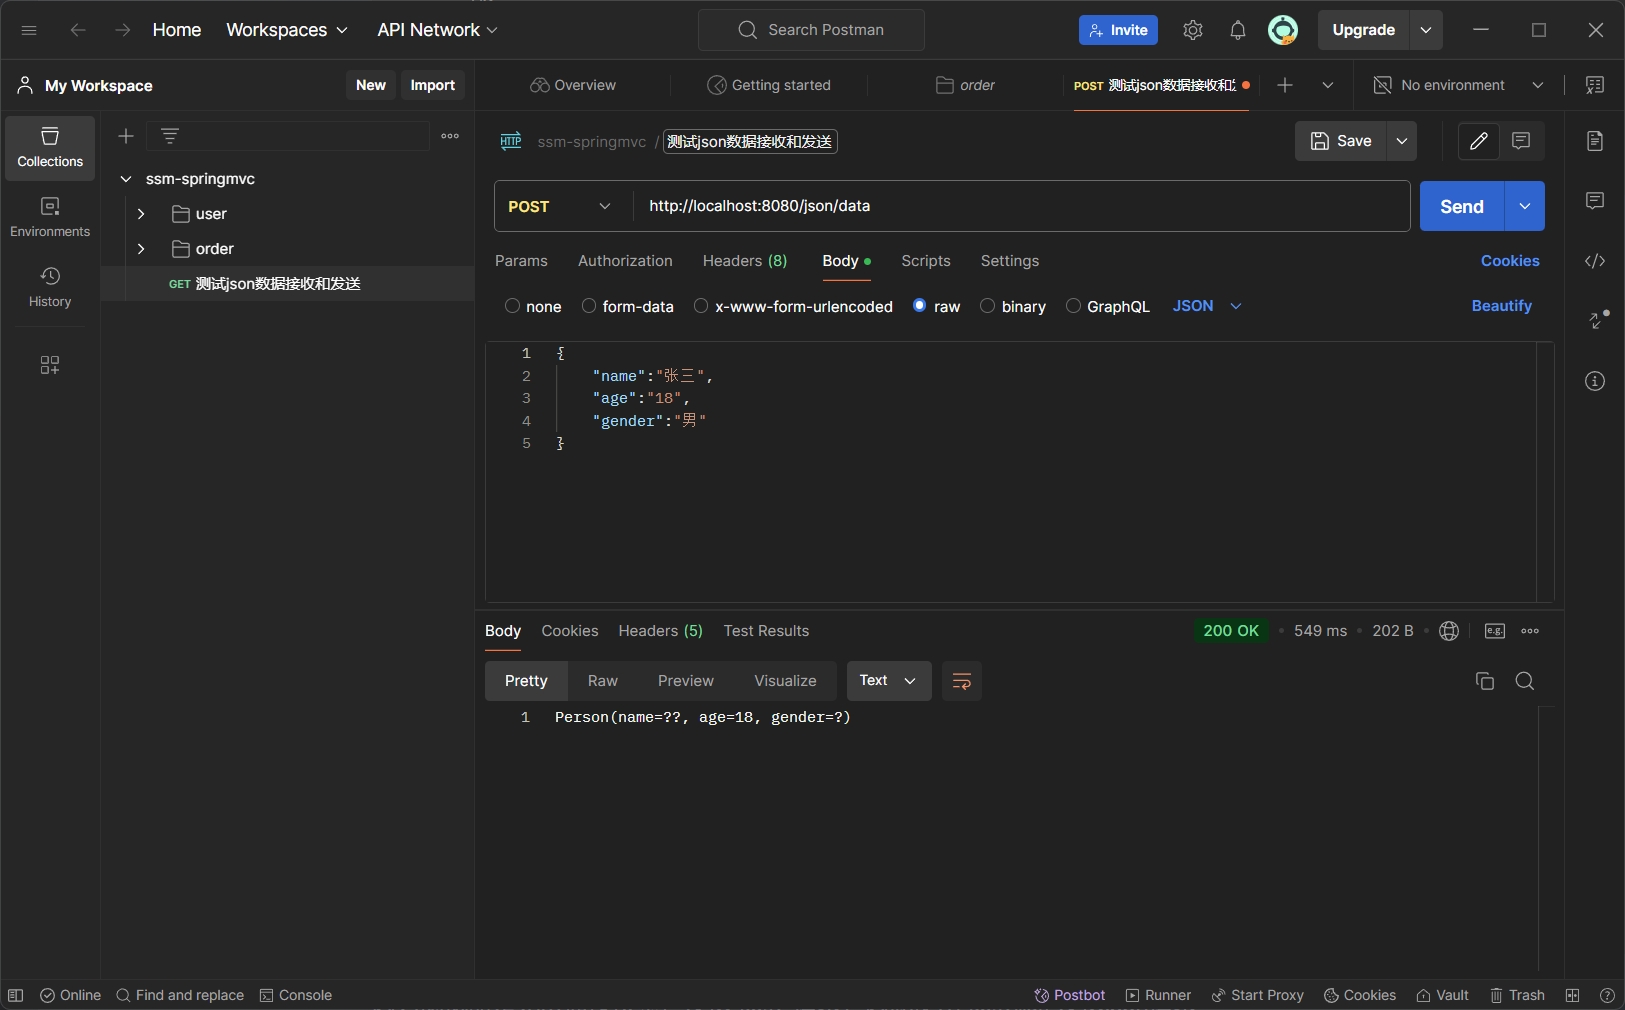 Home Workspaces API Network Search Postman Invite Upgrade
My Workspace New Import Overview Getting started order POST 测试json数据接收和 No environment
Collections
Environments
History
ssm-springmvc
user
order
GET 测试json数据接收和发送
HTTP ssm-springmvc / 测试json数据接收和发送 Save
POST http://localhost:8080/json/data Send
Params Authorization Headers (8) Body Scripts Settings Cookies
none form-data x-www-form-urlencoded raw binary GraphQL JSON Beautify
1 {
2 "name":"张三",
3 "age":"18",
4 "gender":"男"
5 }
Body Cookies Headers (5) Test Results 200 OK 549 ms 202 B e.g.
Pretty Raw Preview Visualize Text
1 Person(name=??, age=18, gender=?)
Online Find and replace Console Postbot Runner Start Proxy Cookies Vault Trash